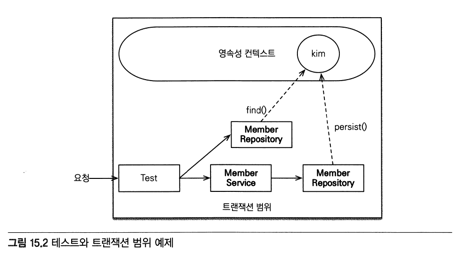 영속성 컨텍스트
kim
find()
persist()
Member
Repository
요청
Test
Member
Service
Member
Repository
트랜잭션 범위
그림 15.2 테스트와 트랜잭션 범위 예제